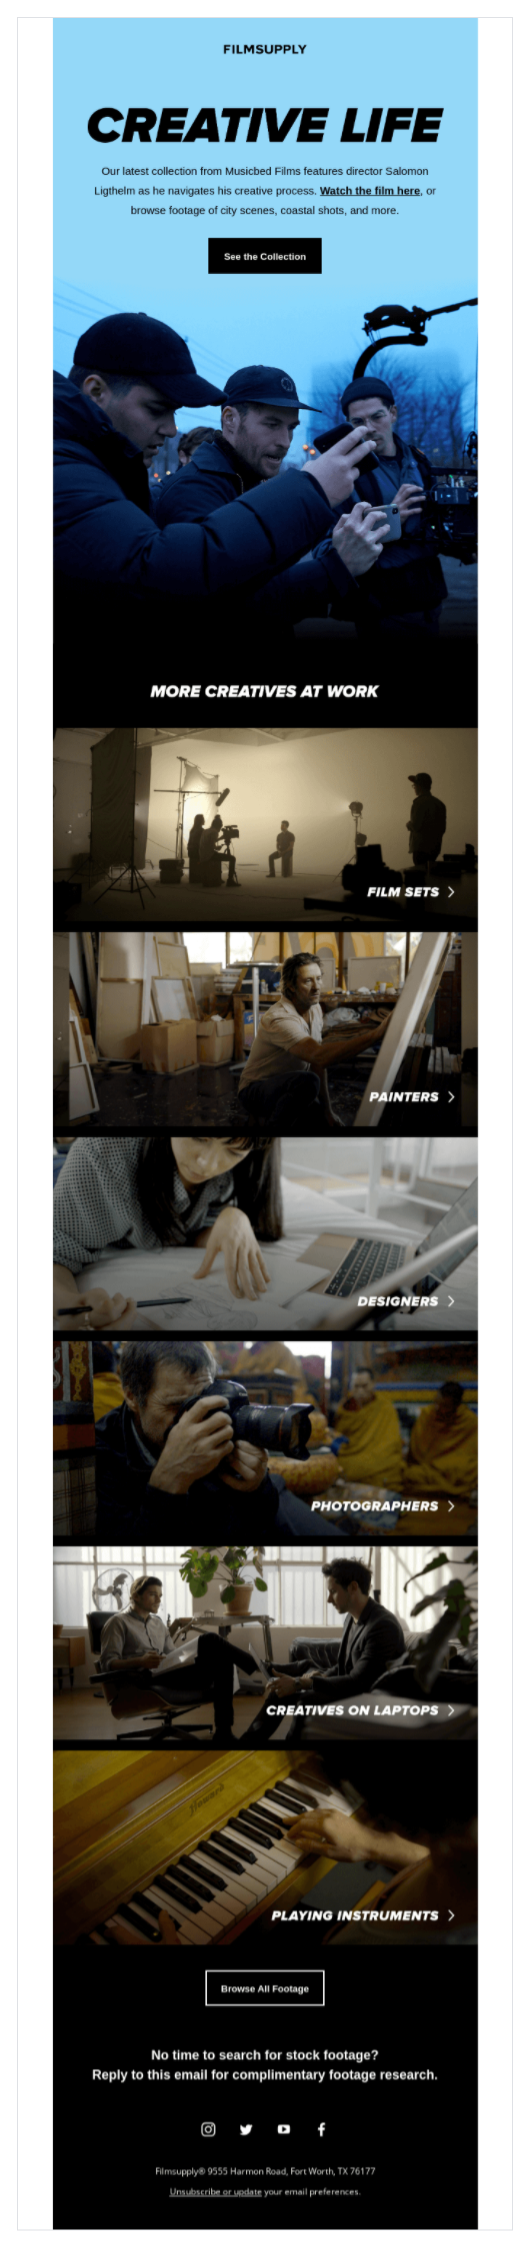 FILMSUPPLY
CREATIVE LIFE
Our latest collection from Musicbed Films features director Salomon
Ligthelm as he navigates his creative process. Watch the film here, or
browse footage of city scenes, coastal shots, and more.
See the Collection
MORE CREATIVES AT WORK
FILM SETS
PAINTERS
DESIGNERS
PHOTOGRAPHERS
CREATIVES ON LAPTOPS
Howard
PLAYING INSTRUMENTS
Browse All Footage
No time to search for stock footage?
Reply to this email for complimentary footage research.
Filmsupply® 9555 Harmon Road, Fort Worth, TX 76177
Unsubscribe or update your email preferences.